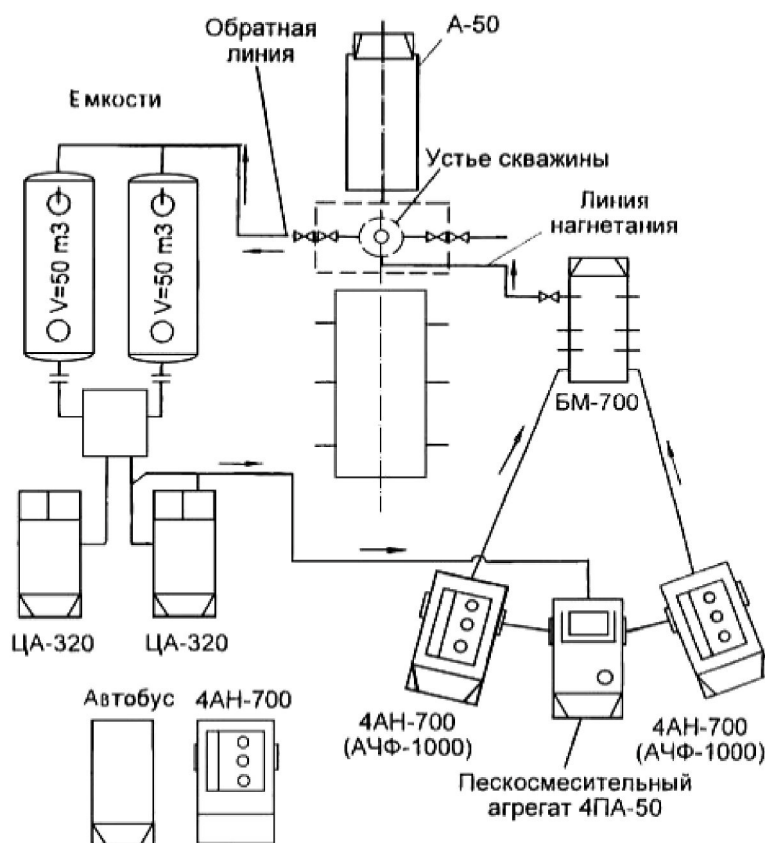 Обратная
линия
А-50
Емкости
Устье скважины
Линия
нагнетания
V=50 m3
V=50 m3
БМ-700
ЦА-320
ЦА-320
Автобус
4АН-700
4АН-700
(АЧФ-1000)
4АН-700
(АЧФ-1000)
Пескосмесительный
агрегат 4ПА-50